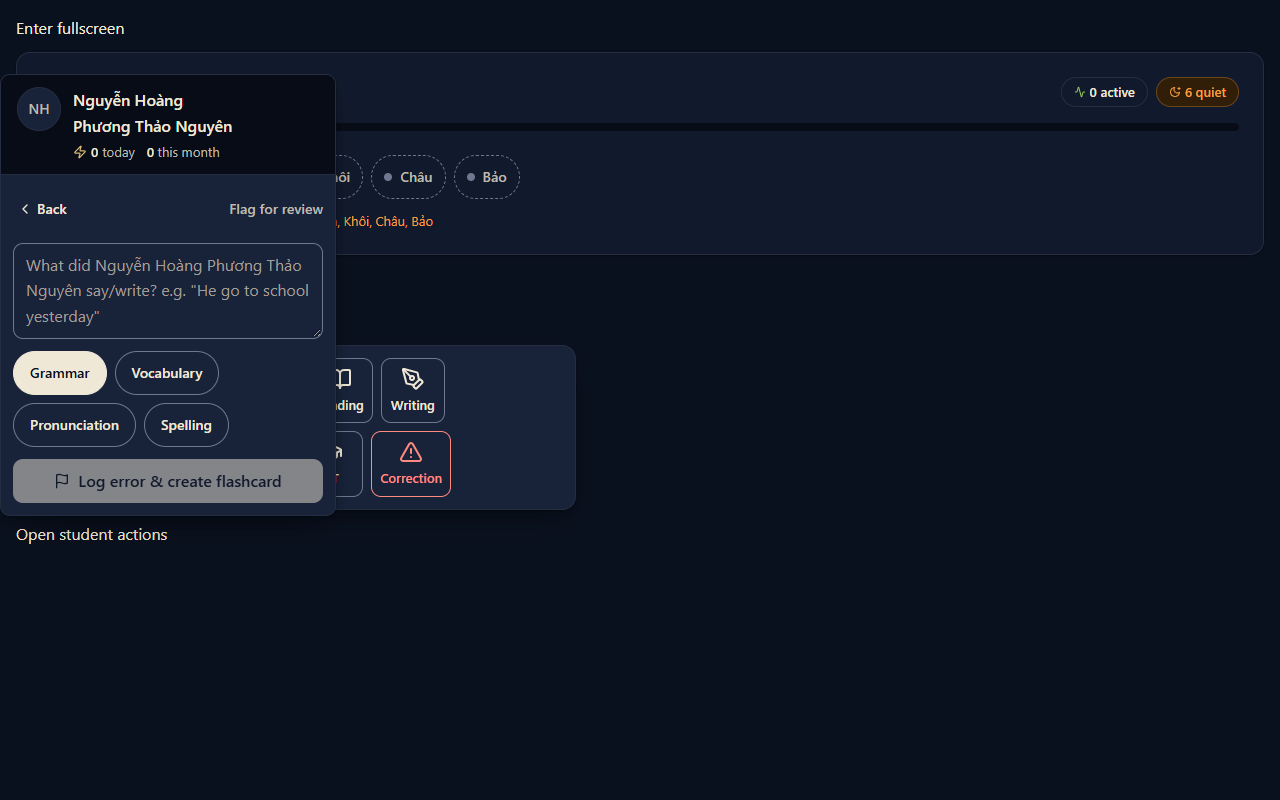 Enter fullscreen
NH
Nguyễn Hoàng
Phương Thảo Nguyên
0 today 0 this month
0 active
6 quiet
Châu
Bảo
Back
Flag for review
, Khôi, Châu, Bảo
What did Nguyễn Hoàng Phương Thảo
Nguyên say/write? e.g. "He go to school
yesterday"
Grammar
Vocabulary
Writing
Pronunciation
Spelling
Correction
Log error & create flashcard
Open student actions